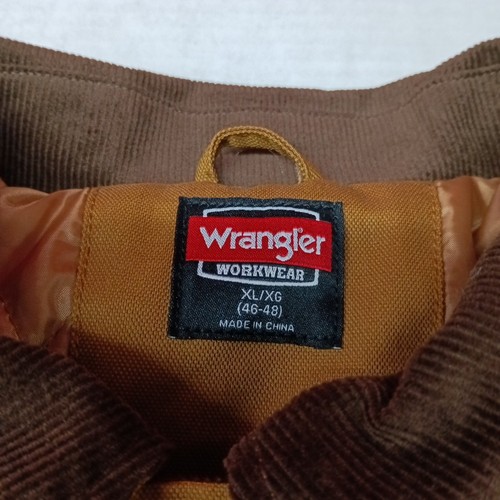 Wrangler
WORKWEAR
XL/XG
(46-48)
MADE IN CHINA